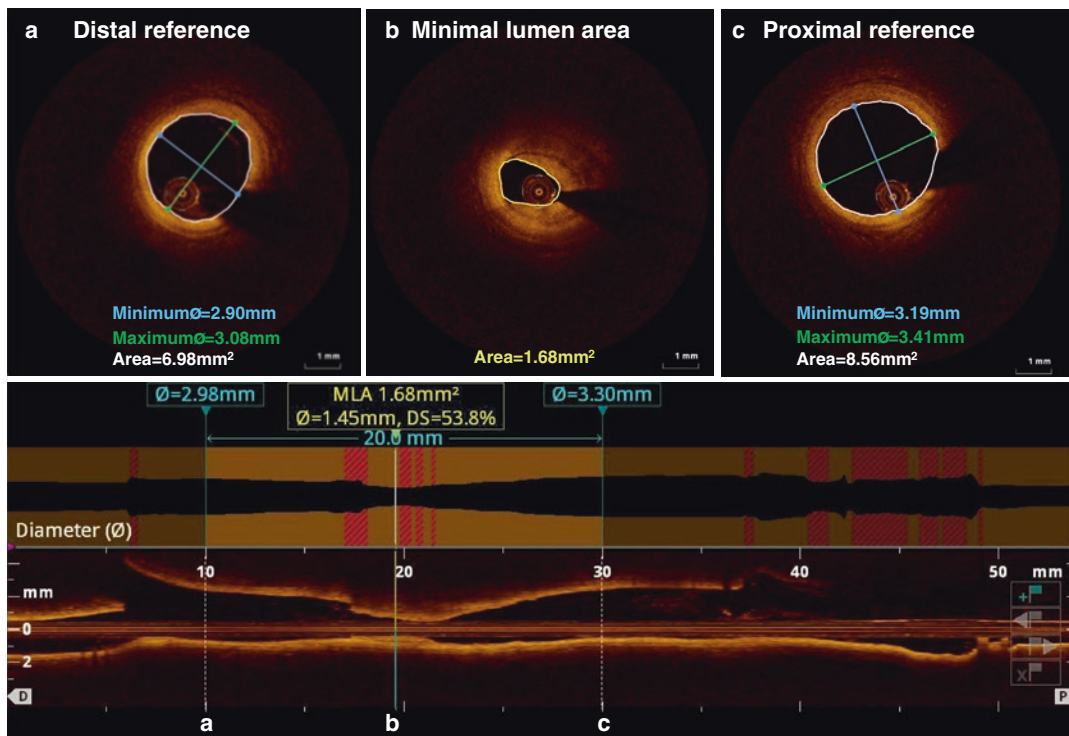 a Distal reference
Minimumø=2.90mm
Maximumø=3.08mm
Area=6.98mm²
1 mm
b Minimal lumen area
Area=1.68mm²
1 mm
c Proximal reference
Minimumø=3.19mm
Maximumø=3.41mm
Area=8.56mm²
1 mm
Ø=2.98mm
MLA 1.68mm²
Ø=1.45mm, DS=53.8%
Ø=3.30mm
20.0 mm
Diameter (Ø)
10 20 30 40 50 mm
mm
0
2
+
x
D P
a b c